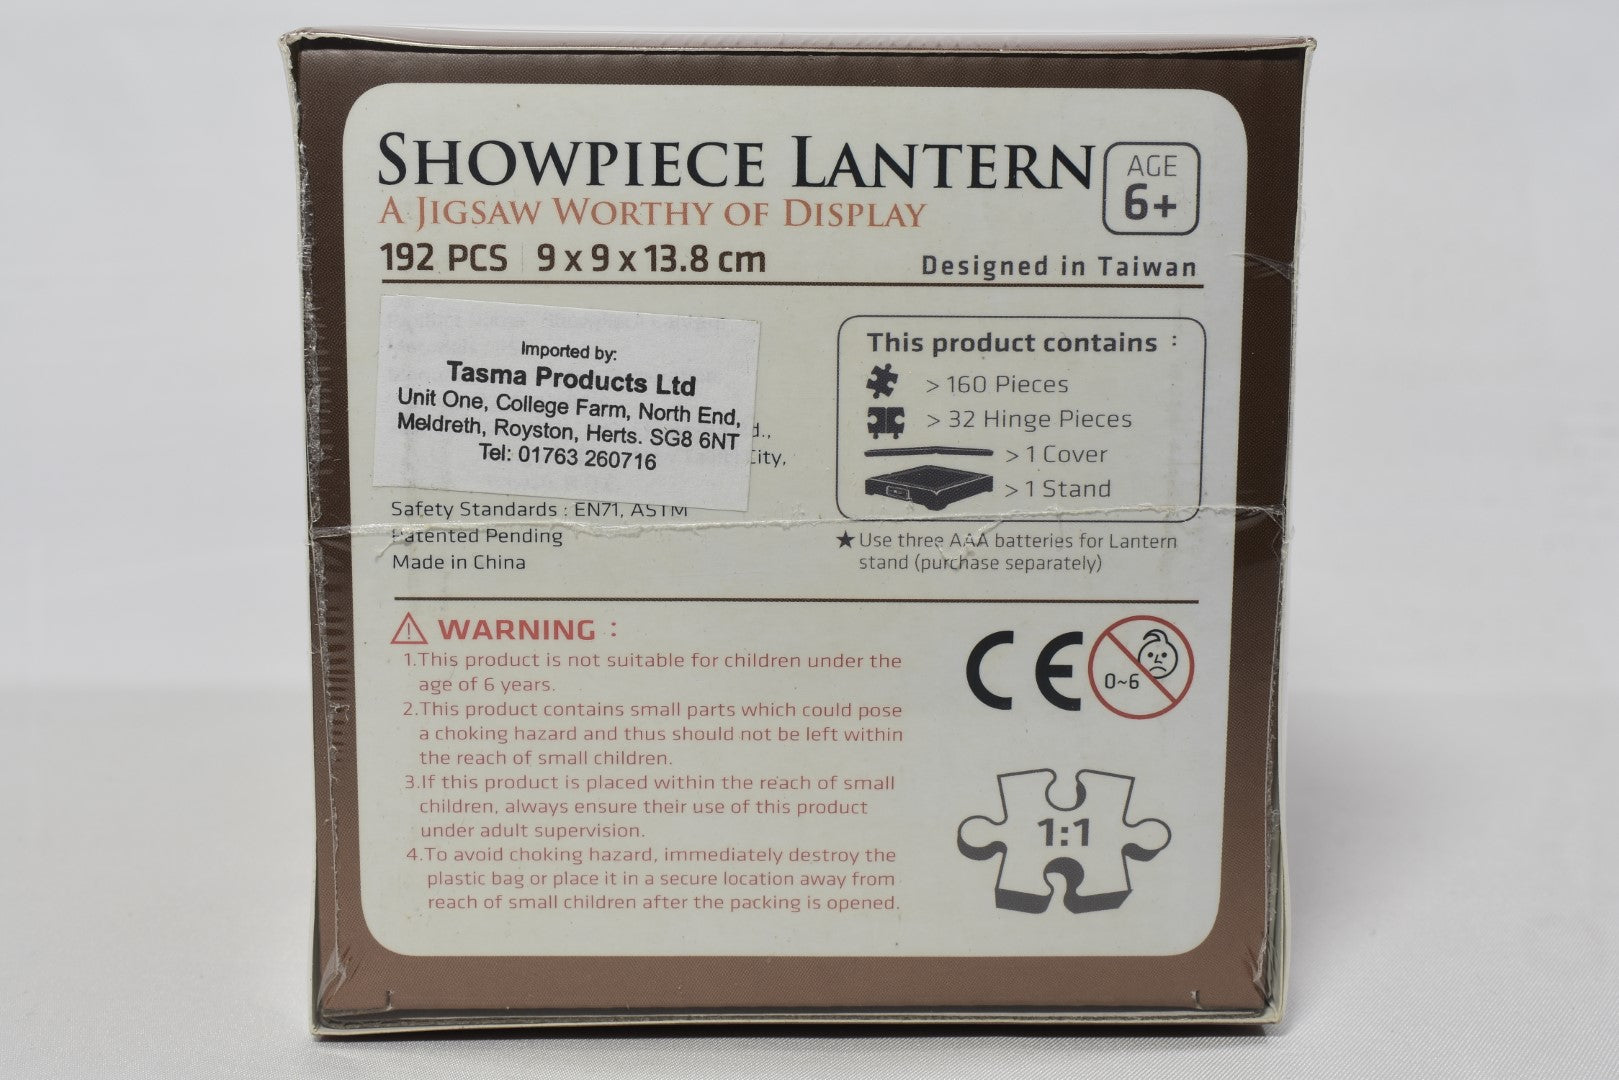 SHOWPIECE LANTERN
AGE
6+
A JIGSAW WORTHY OF DISPLAY
192 PCS 9 x 9 x 13.8 cm
Designed in Taiwan
Imported by:
Tasma Products Ltd
Unit One, College Farm, North End,
Meldreth, Royston, Herts. SG8 6NT
Tel: 01763 260716
d.,
City,
Safety Standards : EN71, ASTM
Patented Pending
Made in China
This product contains :
> 160 Pieces
> 32 Hinge Pieces
> 1 Cover
> 1 Stand
★Use three AAA batteries for Lantern
stand (purchase separately)
WARNING :
1.This product is not suitable for children under the
age of 6 years.
2.This product contains small parts which could pose
a choking hazard and thus should not be left within
the reach of small children.
3.If this product is placed within the reach of small
children, always ensure their use of this product
under adult supervision.
4.To avoid choking hazard, immediately destroy the
plastic bag or place it in a secure location away from
reach of small children after the packing is opened.
CE
0~6
1:1